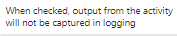 When checked, output from the activity
will not be captured in logging